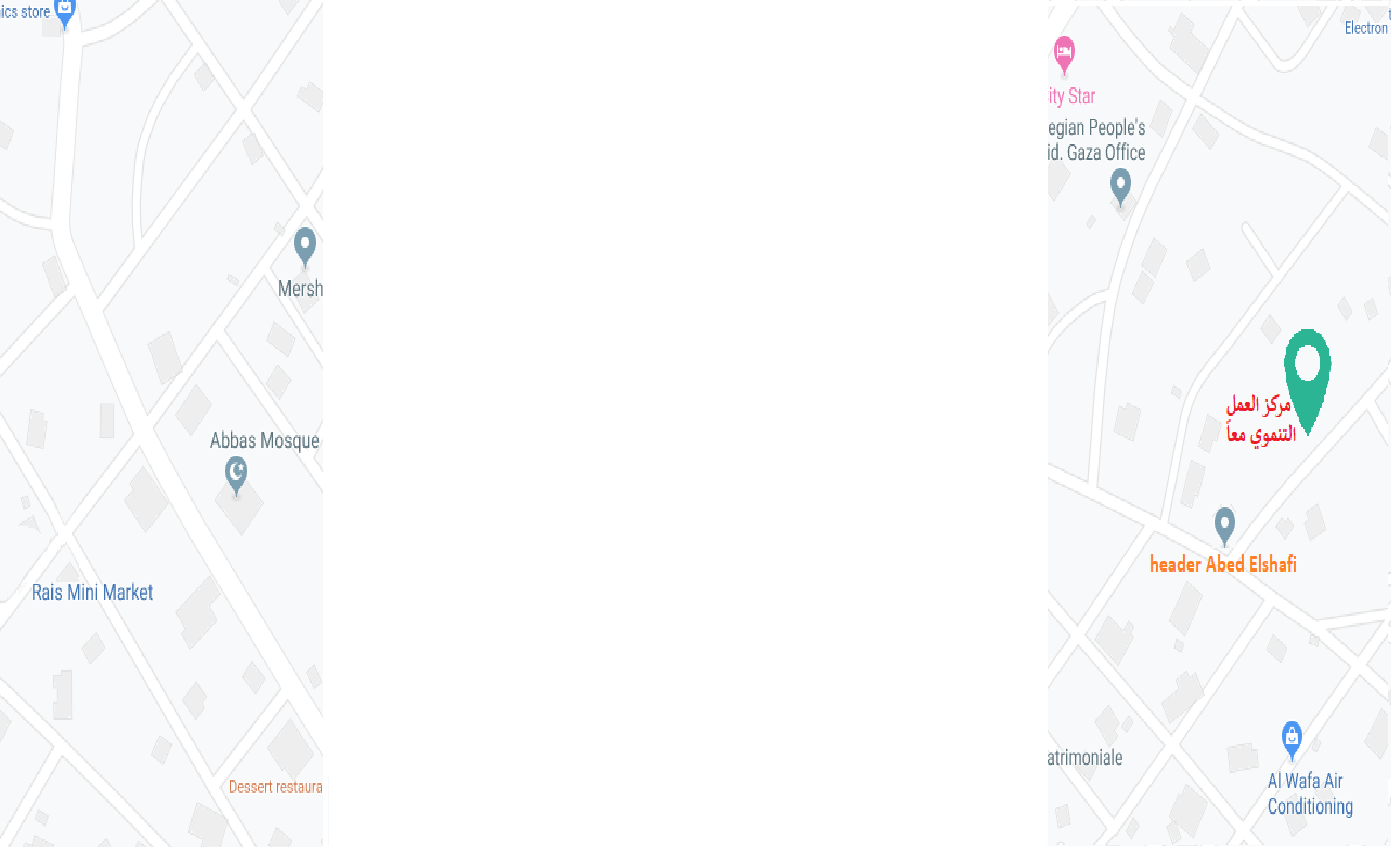 ics store
Mersh
Abbas Mosque
Rais Mini Market
Dessert restaura
Electron
ity Star
egian People's
id. Gaza Office
مركز العمل
التنموي معاً
header Abed Elshafi
atrimoniale
Al Wafa Air
Conditioning